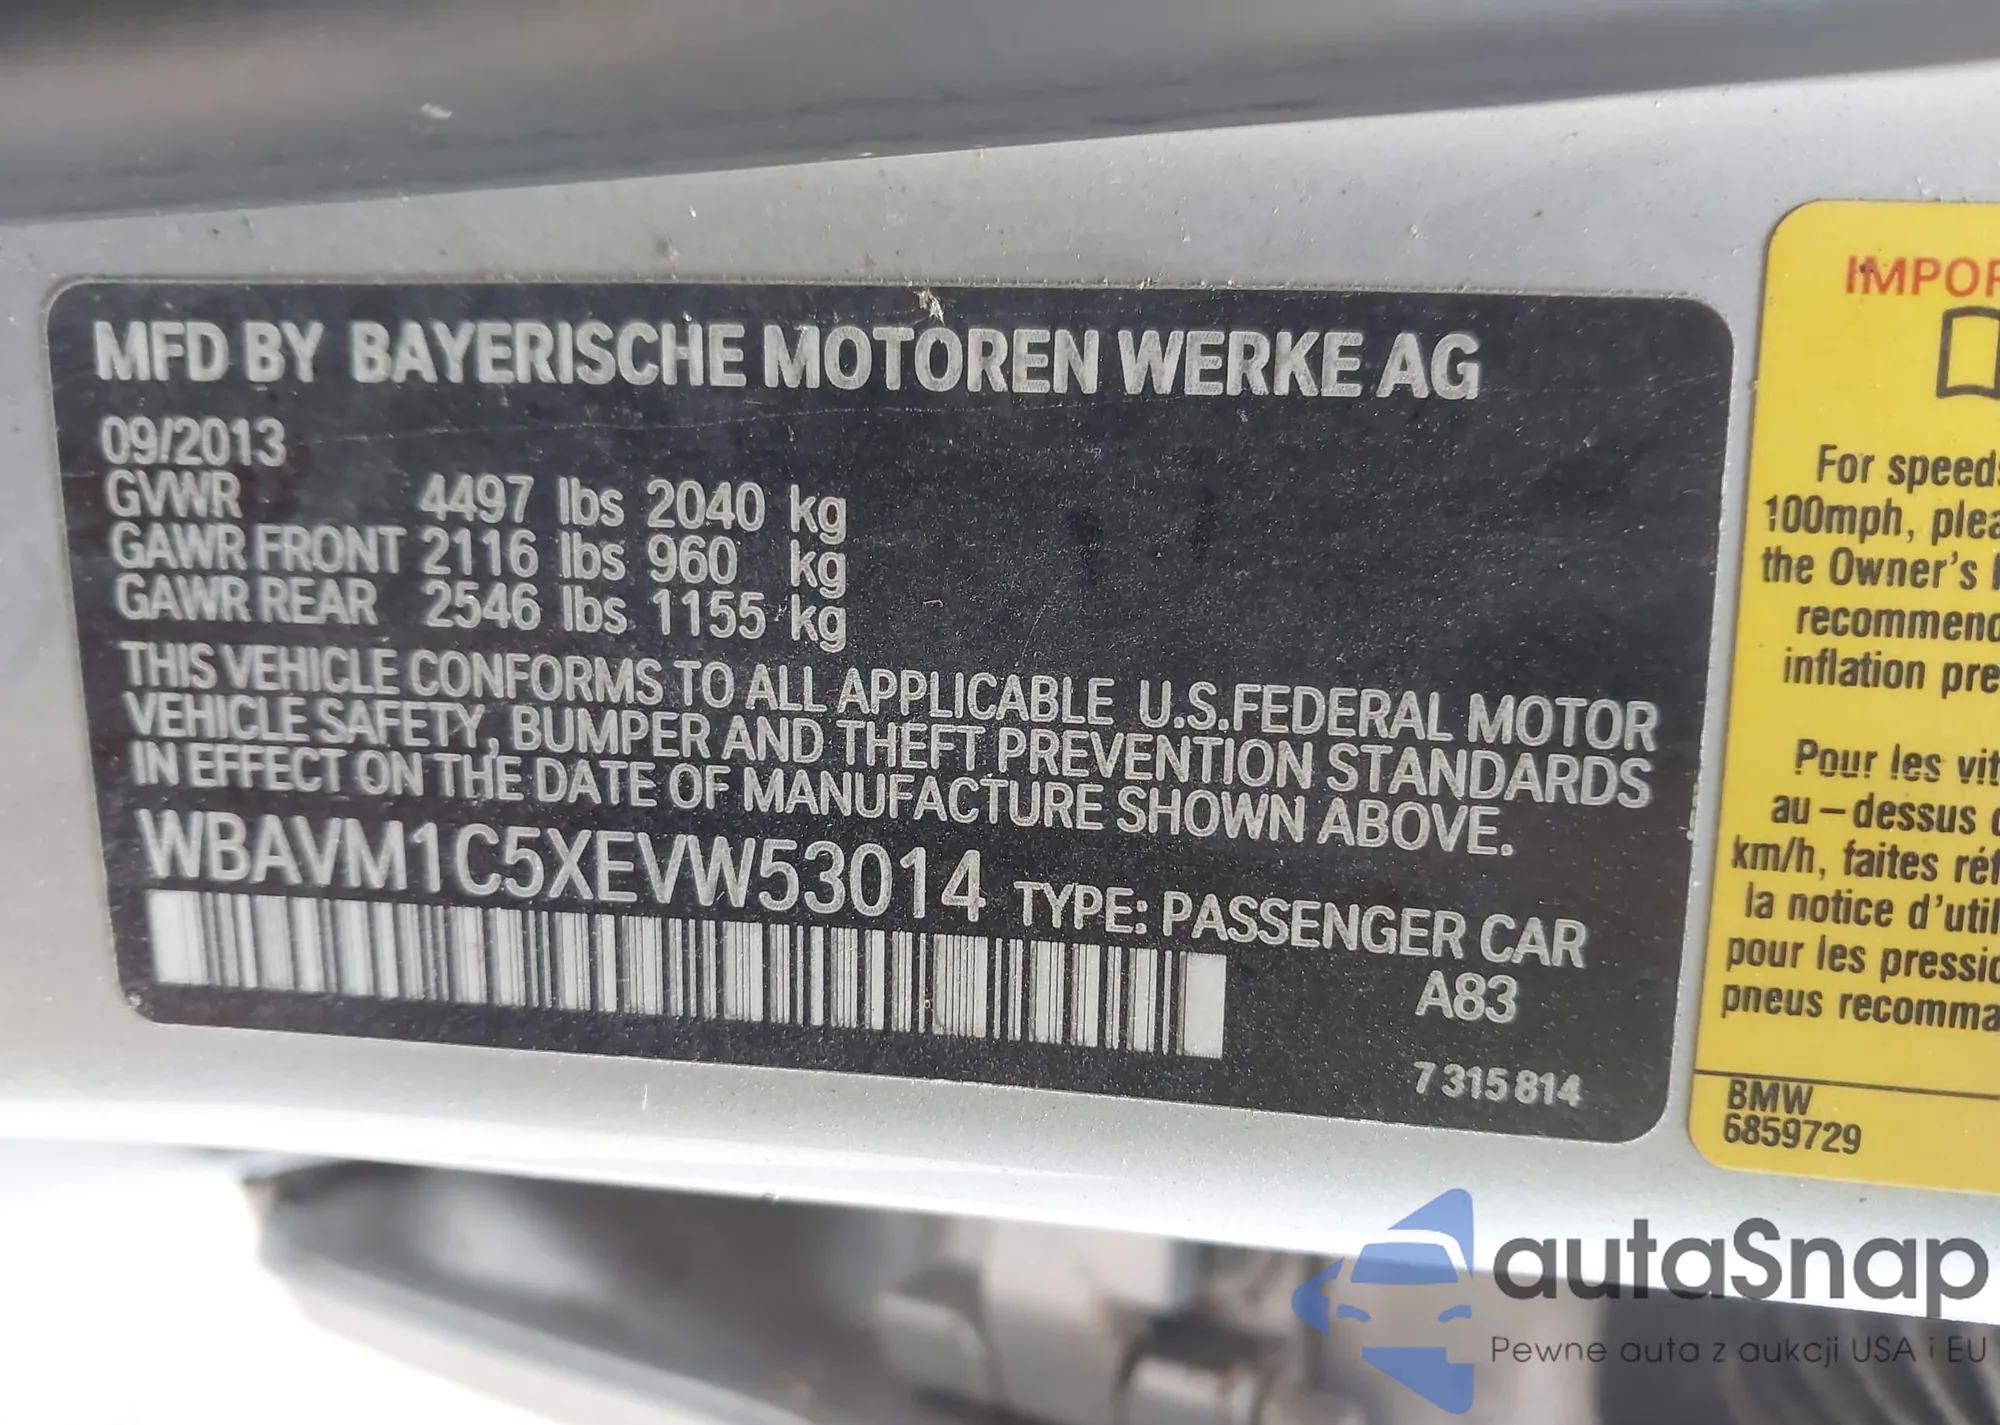 MFD BY BAYERISCHE MOTOREN WERKE AG
09/2013
GVWR 4497 lbs 2040 kg
GAWR FRONT 2116 lbs 960 kg
GAWR REAR 2546 lbs 1155 kg
THIS VEHICLE CONFORMS TO ALL APPLICABLE U.S.FEDERAL MOTOR
VEHICLE SAFETY, BUMPER AND THEFT PREVENTION STANDARDS
IN EFFECT ON THE DATE OF MANUFACTURE SHOWN ABOVE.
WBAVM1C5XEVW53014 TYPE: PASSENGER CAR
A83
7 315 814
IMPOR
For speeds
100mph, plea
the Owner's
recommend
inflation pre
Pour les vit
au-dessus
km/h, faites réf
la notice d'util
pour les pressio
pneus recomma
BMW
6859729
autaSnap
Pewne auta z aukcji USA i EU